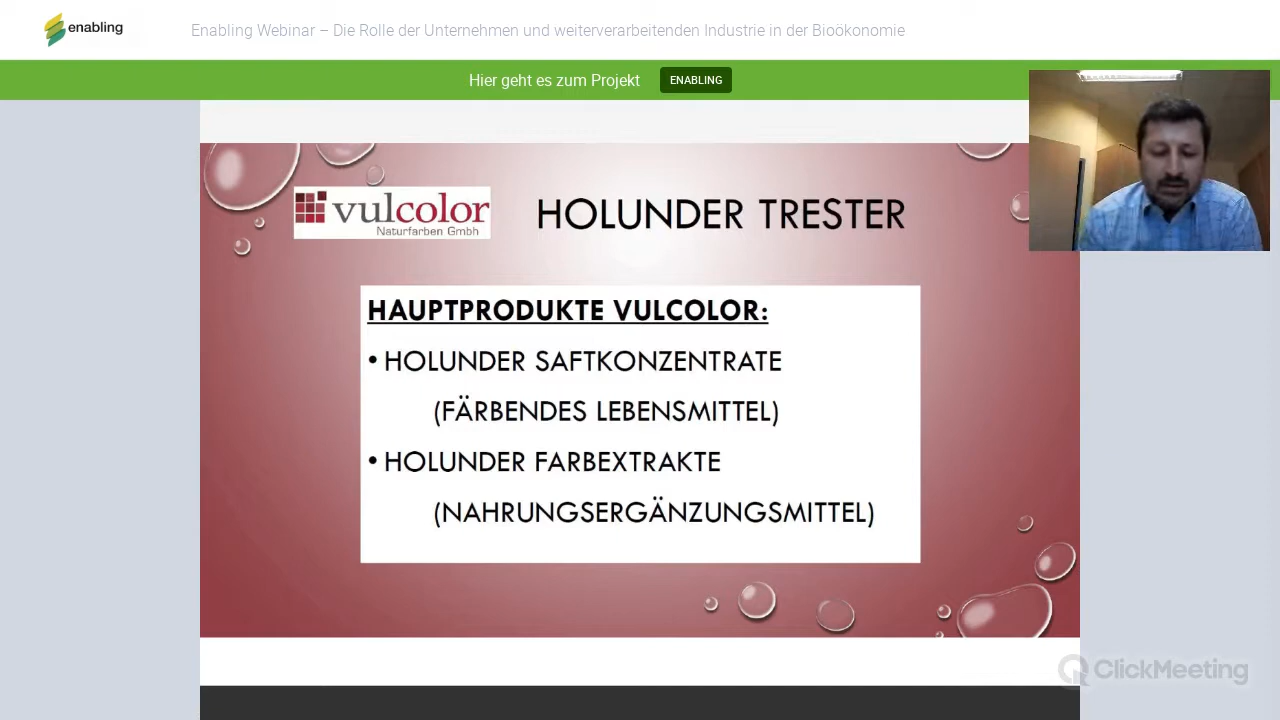 enabling
Enabling Webinar – Die Rolle der Unternehmen und weiterverarbeitenden Industrie in der Bioökonomie
Hier geht es zum Projekt
ENABLING
vulcolor
Naturfarben Gmbh
HOLUNDER TRESTER
HAUPTPRODUKTE VULCOLOR:
• HOLUNDER SAFTKONZENTRATE
(FÄRBENDES LEBENSMITTEL)
• HOLUNDER FARBEXTRAKTE
(NAHRUNGSERGÄNZUNGSMITTEL)
ClickMeeting